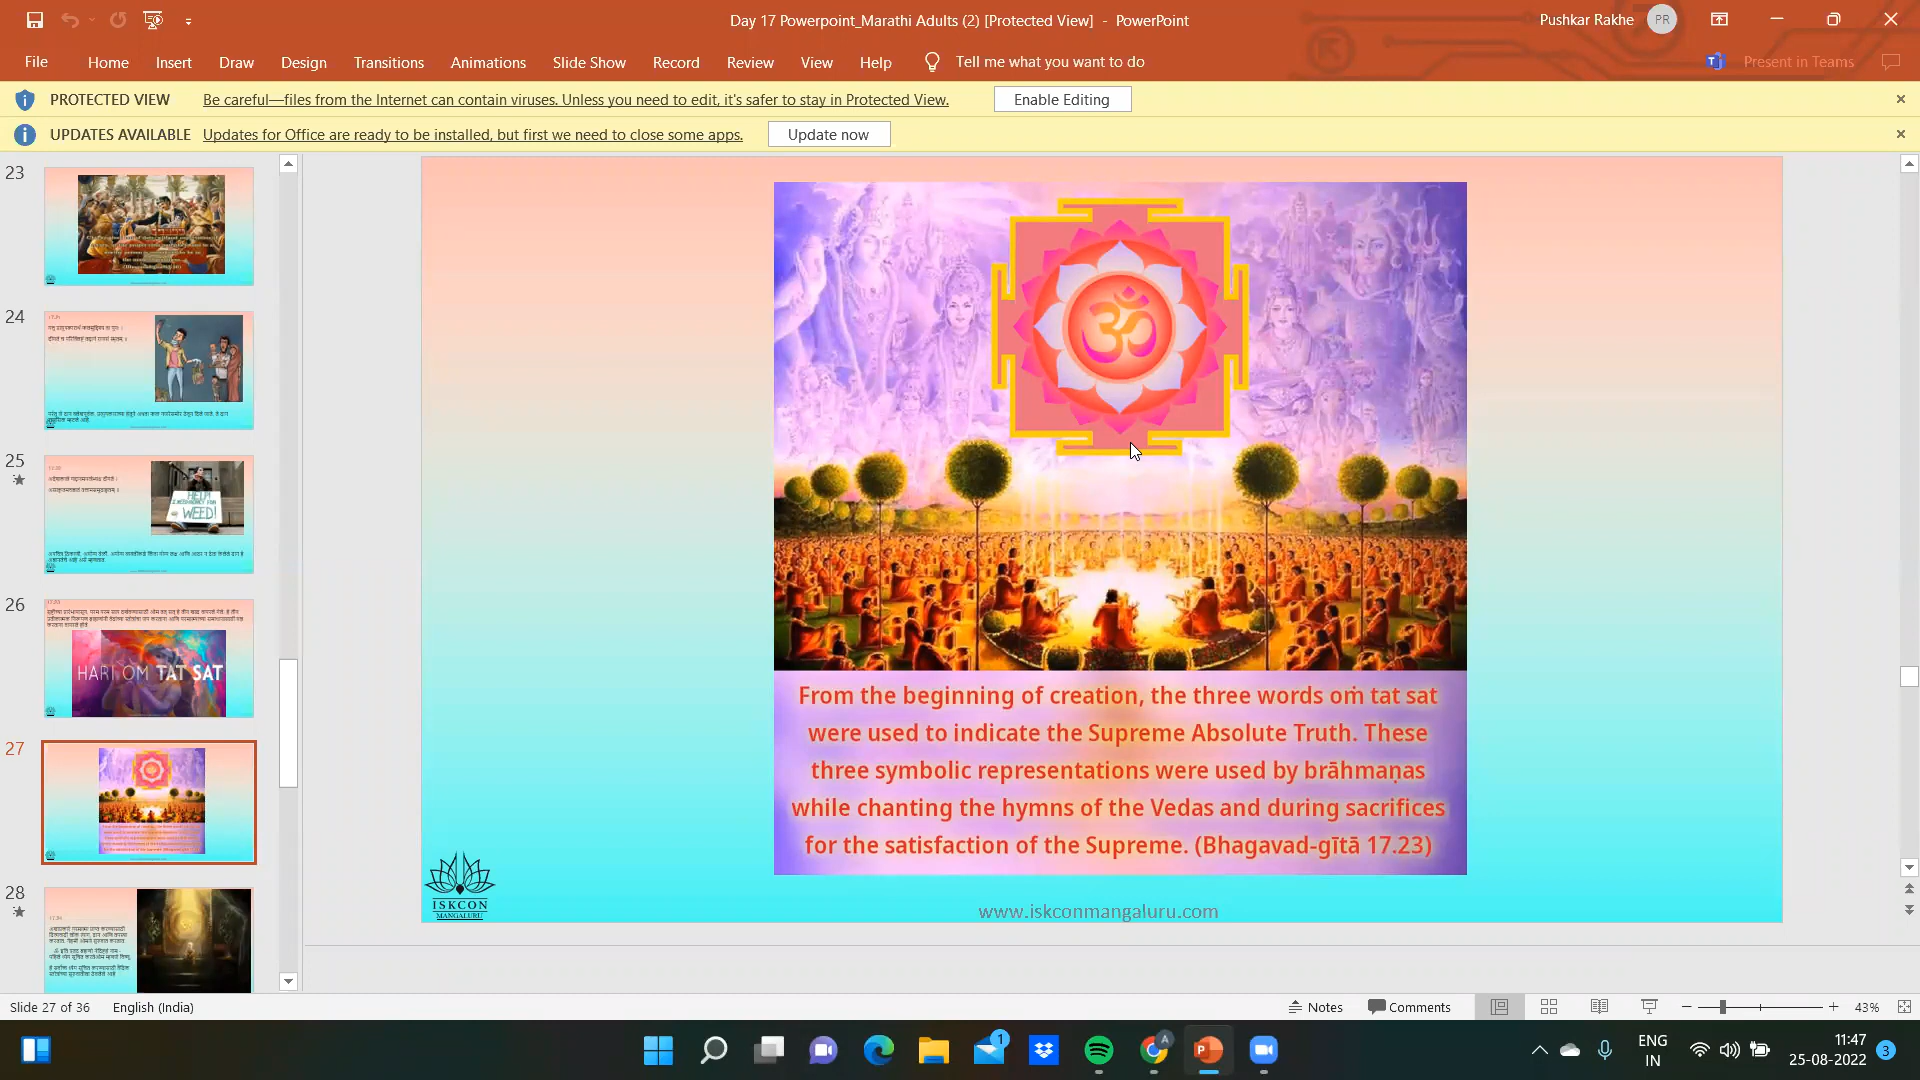 Day 17 Powerpoint_Marathi Adults (2) [Protected View] - PowerPoint
Pushkar Rakhe
PR
File Home Insert Draw Design Transitions Animations Slide Show Record Review View Help Tell me what you want to do
Present in Teams
PROTECTED VIEW Be careful—files from the Internet can contain viruses. Unless you need to edit, it's safer to stay in Protected View. Enable Editing
UPDATES AVAILABLE Updates for Office are ready to be installed, but first we need to close some apps. Update now
23
24
25
HELP!
WEED!
26
HARI OM TAT SAT
27
28
ॐ
From the beginning of creation, the three words oṁ tat sat
were used to indicate the Supreme Absolute Truth. These
three symbolic representations were used by brāhmaṇas
while chanting the hymns of the Vedas and during sacrifices
for the satisfaction of the Supreme. (Bhagavad-gītā 17.23)
ISKCON
MANGALURU
www.iskconmangaluru.com
Slide 27 of 36 English (India)
Notes Comments 43%
1
A
ENG
IN
11:47
25-08-2022
3